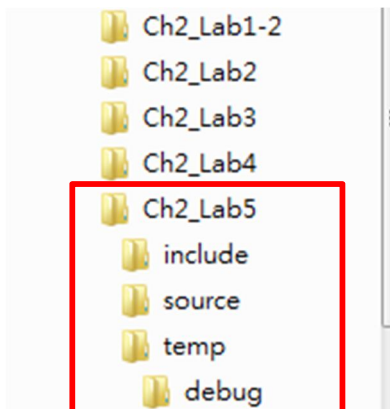 Ch2_Lab1-2
Ch2_Lab2
Ch2_Lab3
Ch2_Lab4
Ch2_Lab5
include
source
temp
debug